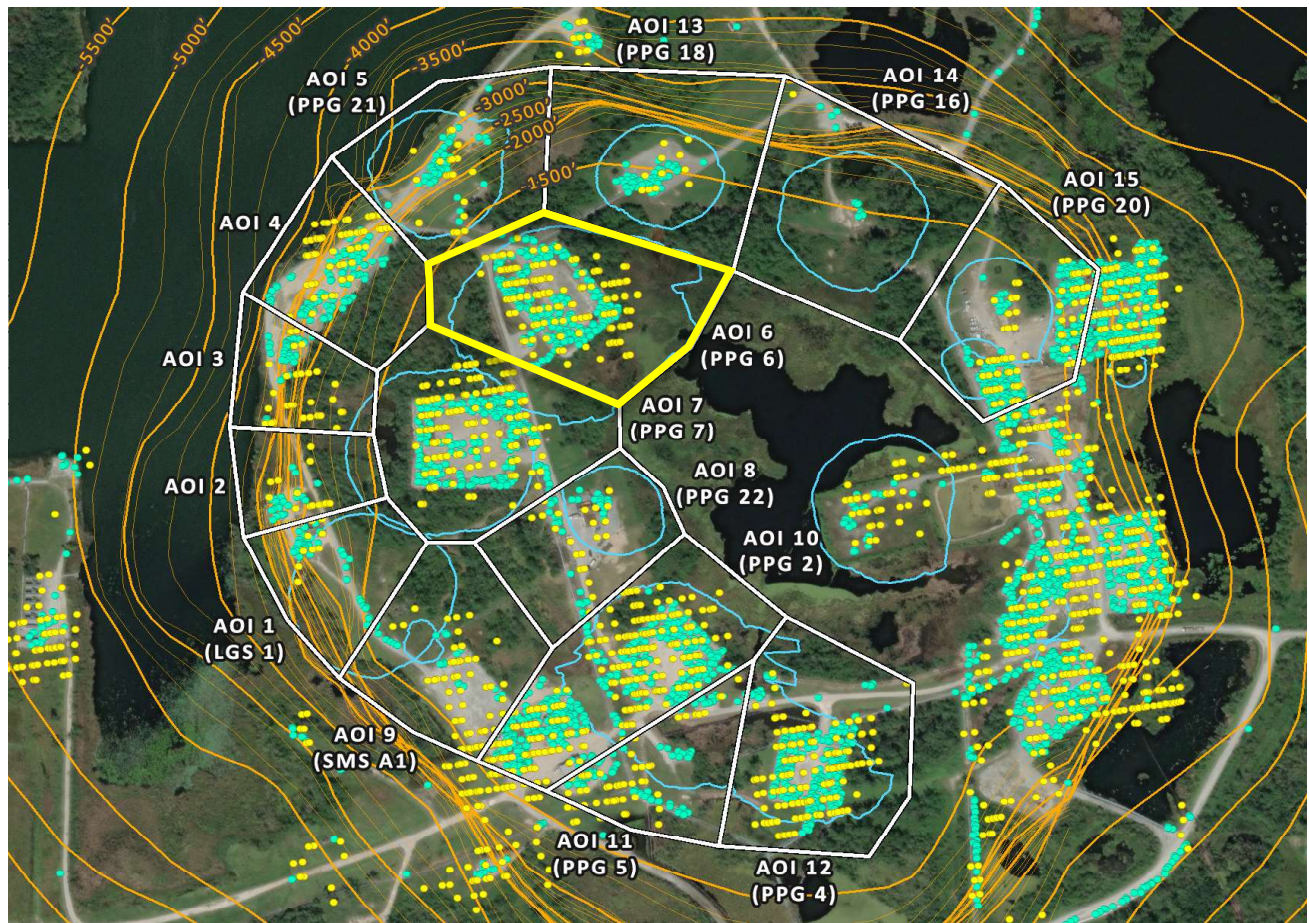 -5500'
-5000'
-4500'
-4000'
-3500'
-3000'
-2500'
-2000'
-1500'
AOI 13
(PPG 18)
AOI 5
(PPG 21)
AOI 14
(PPG 16)
AOI 15
(PPG 20)
AOI 4
AOI 3
AOI 6
(PPG 6)
AOI 7
(PPG 7)
AOI 2
AOI 8
(PPG 22)
AOI 10
(PPG 2)
AOI 1
(LGS 1)
AOI 9
(SMS A1)
AOI 11
(PPG 5)
AOI 12
(PPG 4)